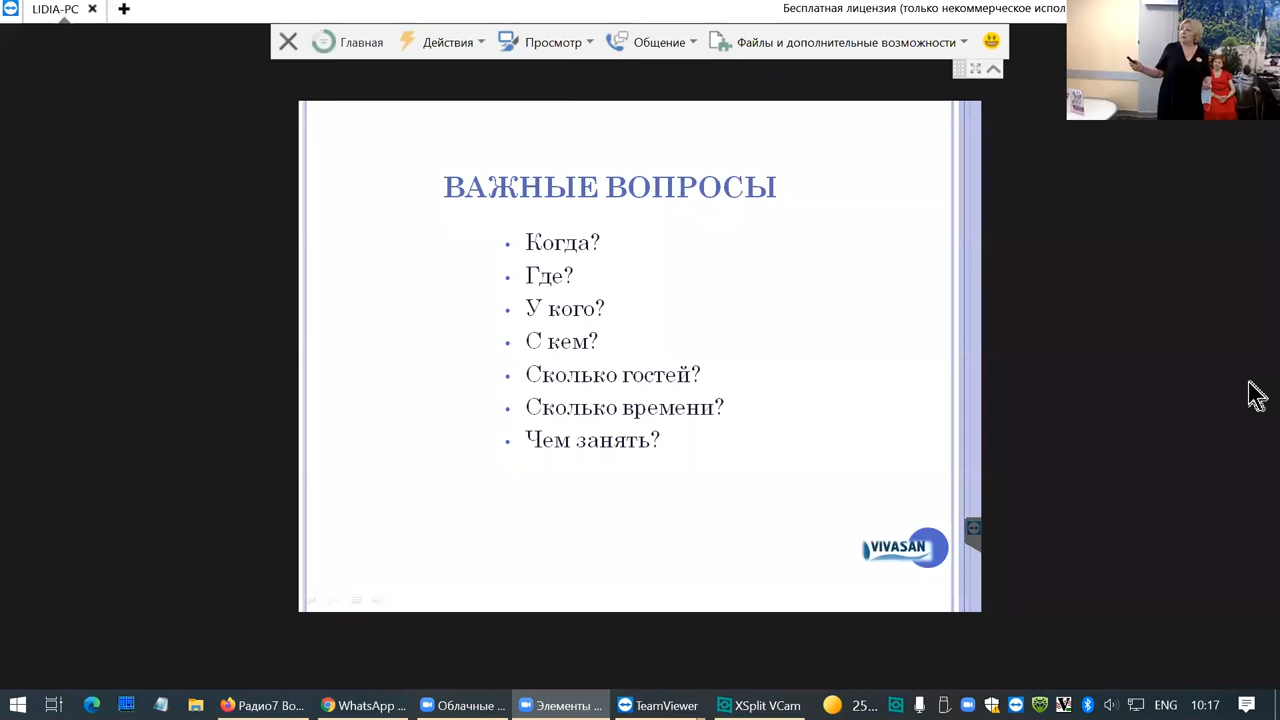 LIDIA-PC
Бесплатная лицензия (только некоммерческое испол
Главная
Действия
Просмотр
Общение
Файлы и дополнительные возможности
ВАЖНЫЕ ВОПРОСЫ
• Когда?
• Где?
• У кого?
• С кем?
• Сколько гостей?
• Сколько времени?
• Чем занять?
VIVASAN
Радио7 Во...
WhatsApp ...
Облачные ...
Элементы ...
TeamViewer
XSplit VCam
25...
ENG
10:17